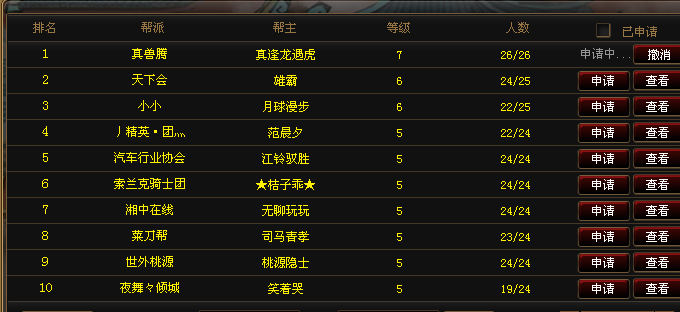 排名 帮派 帮主 等级 人数 已申请
1 真兽腾 真逢龙遇虎 7 26/26 申请中... 撤消
2 天下会 雄霸 6 24/25 申请 查看
3 小小 月球漫步 6 22/25 申请 查看
4 丿精英·团灬 范晨夕 5 22/24 申请 查看
5 汽车行业协会 江铃驭胜 5 24/24 申请 查看
6 索兰克骑士团 ★桔子乖★ 5 24/24 申请 查看
7 湘中在线 无聊玩玩 5 24/24 申请 查看
8 菜刀帮 司马青孝 5 23/24 申请 查看
9 世外桃源 桃源隐士 5 24/24 申请 查看
10 夜舞々倾城 笑着哭 5 19/24 申请 查看